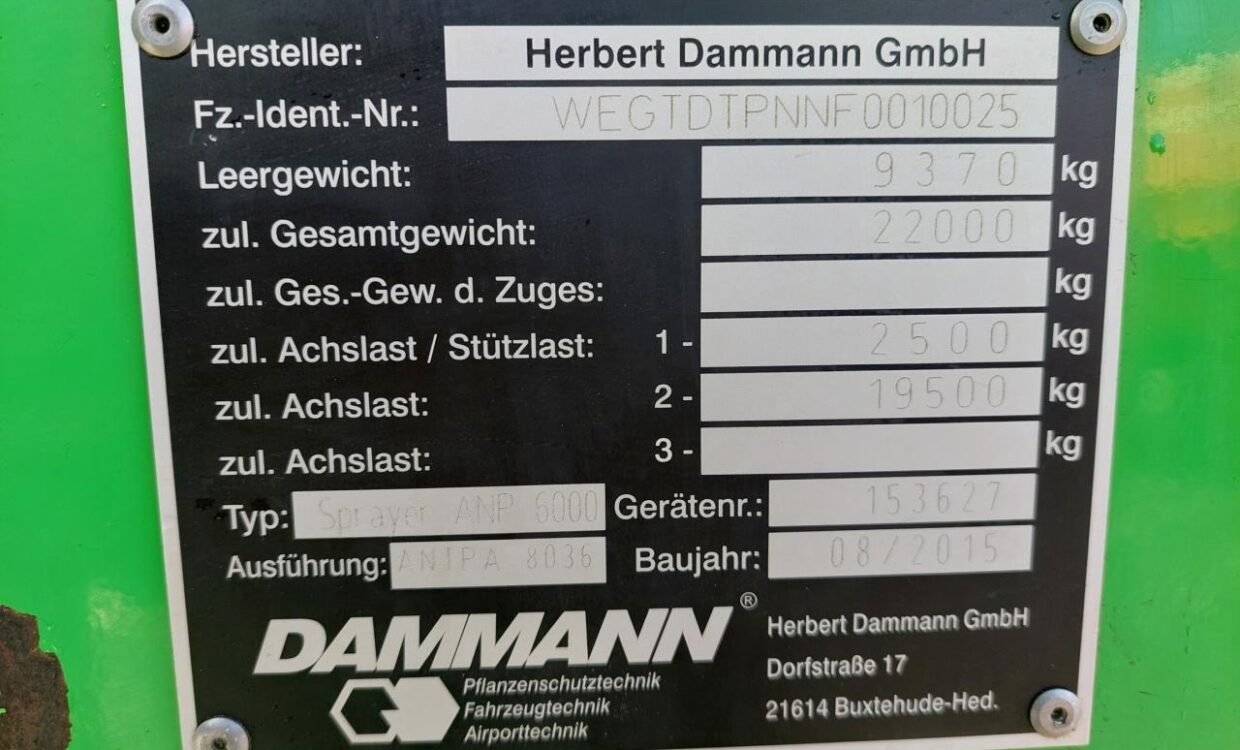 Hersteller: Herbert Dammann GmbH
Fz.-Ident.-Nr.: WEGTDTPNNF0010025
Leergewicht: 9370 kg
zul. Gesamtgewicht: 22000 kg
zul. Ges.-Gew. d. Zuges: kg
zul. Achslast / Stützlast: 1 - 2500 kg
zul. Achslast: 2 - 19500 kg
zul. Achslast: 3 - kg
Typ: Sprayer ANP 6000 Gerätenr.: 153627
Ausführung: ANTPA 8036 Baujahr: 08/2015
DAMMANN®
Pflanzenschutztechnik
Fahrzeugtechnik
Airporttechnik
Herbert Dammann GmbH
Dorfstraße 17
21614 Buxtehude-Hed.